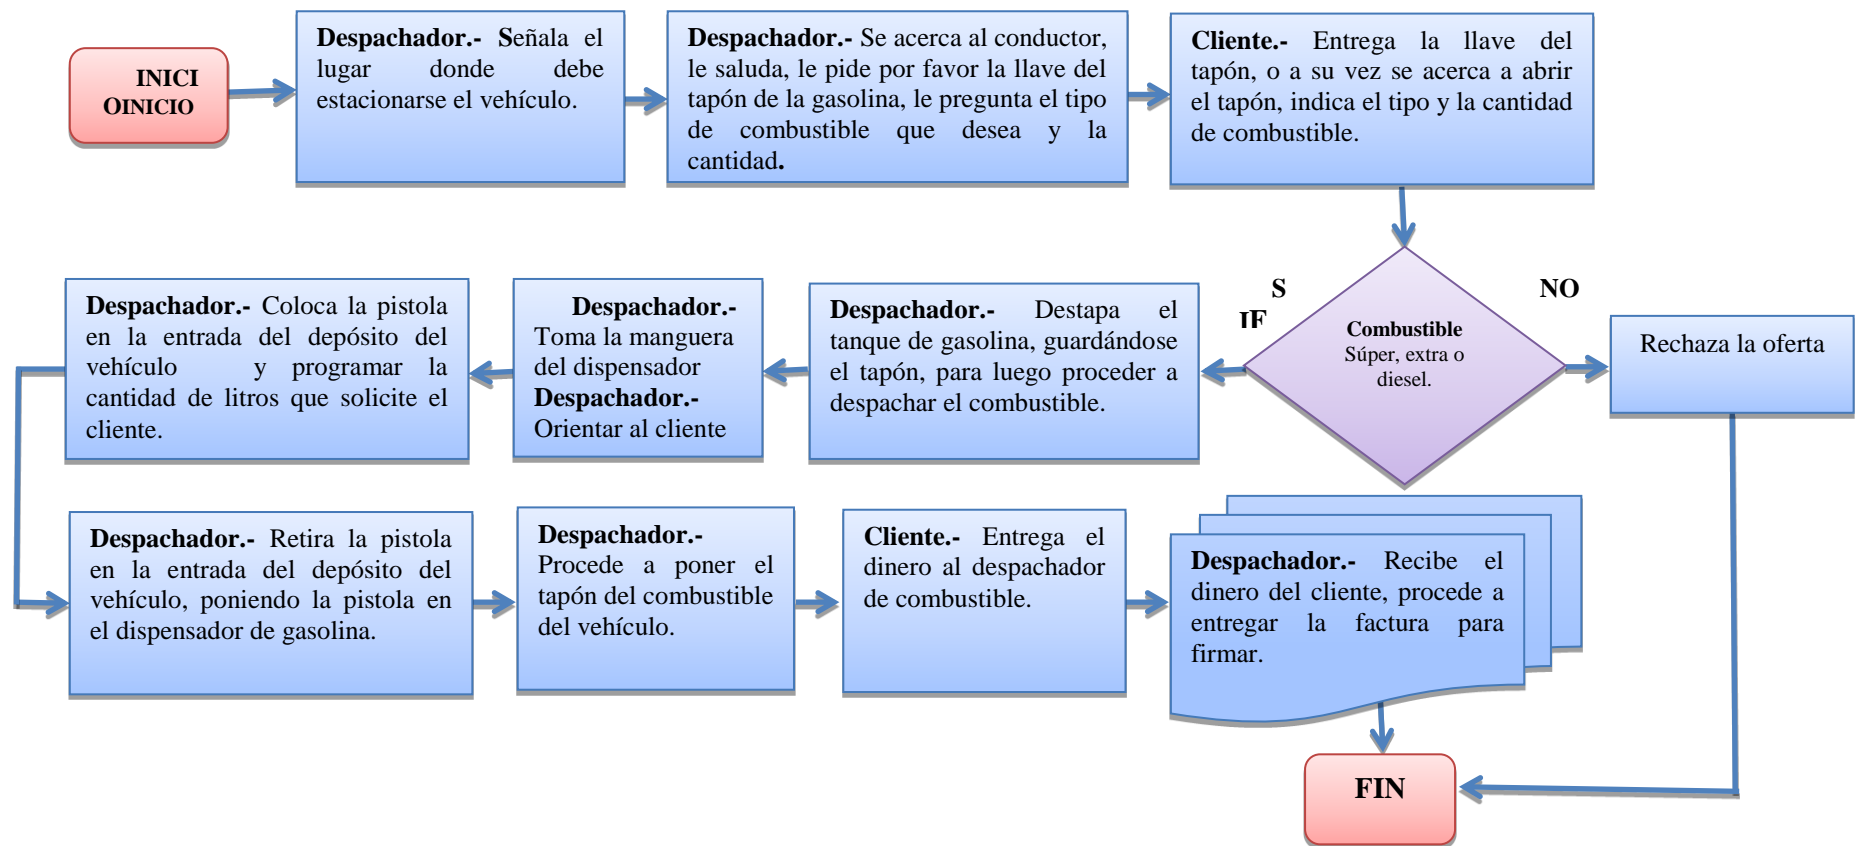 INICI
OINICIO
Despachador.- Señala el
lugar donde debe
estacionarse el vehículo.
Despachador.- Se acerca al conductor,
le saluda, le pide por favor la llave del
tapón de la gasolina, le pregunta el tipo
de combustible que desea y la
cantidad.
Cliente.- Entrega la llave del
tapón, o a su vez se acerca a abrir
el tapón, indica el tipo y la cantidad
de combustible.
S
IF
NO
Combustible
Súper, extra o
diesel.
Rechaza la oferta
Despachador.- Destapa el
tanque de gasolina, guardándose
el tapón, para luego proceder a
despachar el combustible.
Despachador.-
Toma la manguera
del dispensador
Despachador.-
Orientar al cliente
Despachador.- Coloca la pistola
en la entrada del depósito del
vehículo y programar la
cantidad de litros que solicite el
cliente.
Despachador.- Retira la pistola
en la entrada del depósito del
vehículo, poniendo la pistola en
el dispensador de gasolina.
Despachador.-
Procede a poner el
tapón del combustible
del vehículo.
Cliente.- Entrega el
dinero al despachador
de combustible.
Despachador.- Recibe el
dinero del cliente, procede a
entregar la factura para
firmar.
FIN